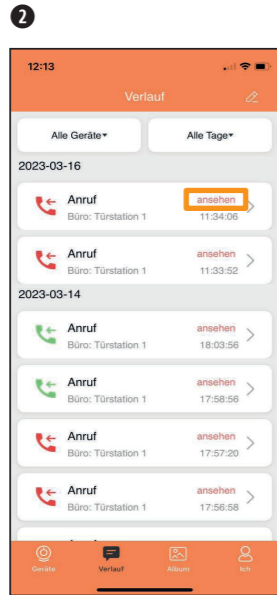 ❷
12:13
Verlauf
Alle Geräte▾ Alle Tage▾
2023-03-16
Anruf ansehen
Büro: Türstation 1 11:34:06
Anruf ansehen
Büro: Türstation 1 11:33:52
2023-03-14
Anruf ansehen
Büro: Türstation 1 18:03:56
Anruf ansehen
Büro: Türstation 1 17:58:56
Anruf ansehen
Büro: Türstation 1 17:57:20
Anruf ansehen
Büro: Türstation 1 17:56:58
Geräte Verlauf Album Ich